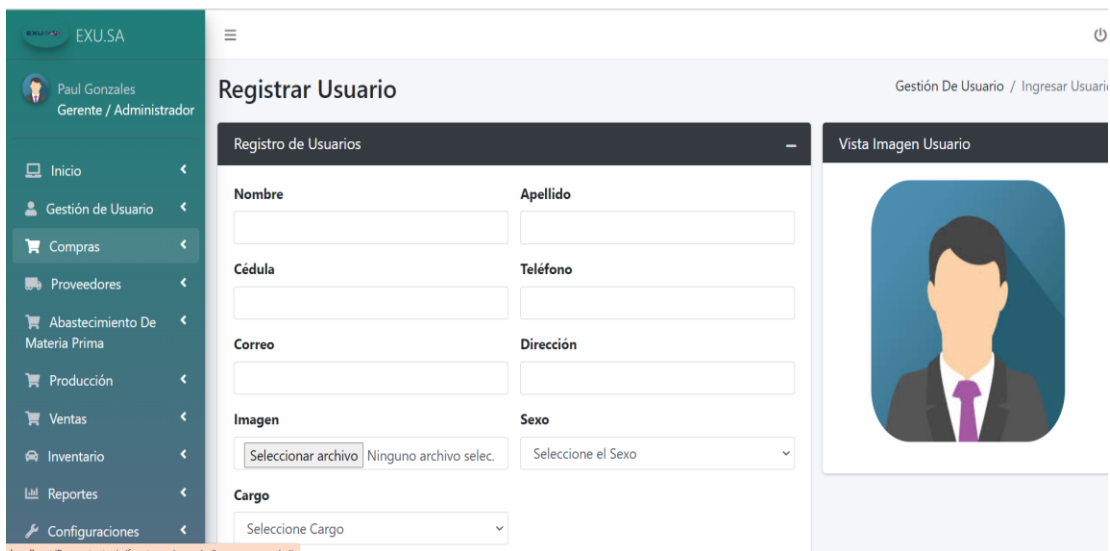 EXU.SA
Paul Gonzales
Gerente / Administrador
Inicio
Gestión de Usuario
Compras
Proveedores
Abastecimiento De
Materia Prima
Producción
Ventas
Inventario
Reportes
Configuraciones
Registrar Usuario
Gestión De Usuario / Ingresar Usuario
Registro de Usuarios
Nombre
Apellido
Cédula
Teléfono
Correo
Dirección
Imagen
Sexo
Seleccionar archivo Ninguno archivo selec.
Seleccione el Sexo
Cargo
Seleccione Cargo
Vista Imagen Usuario